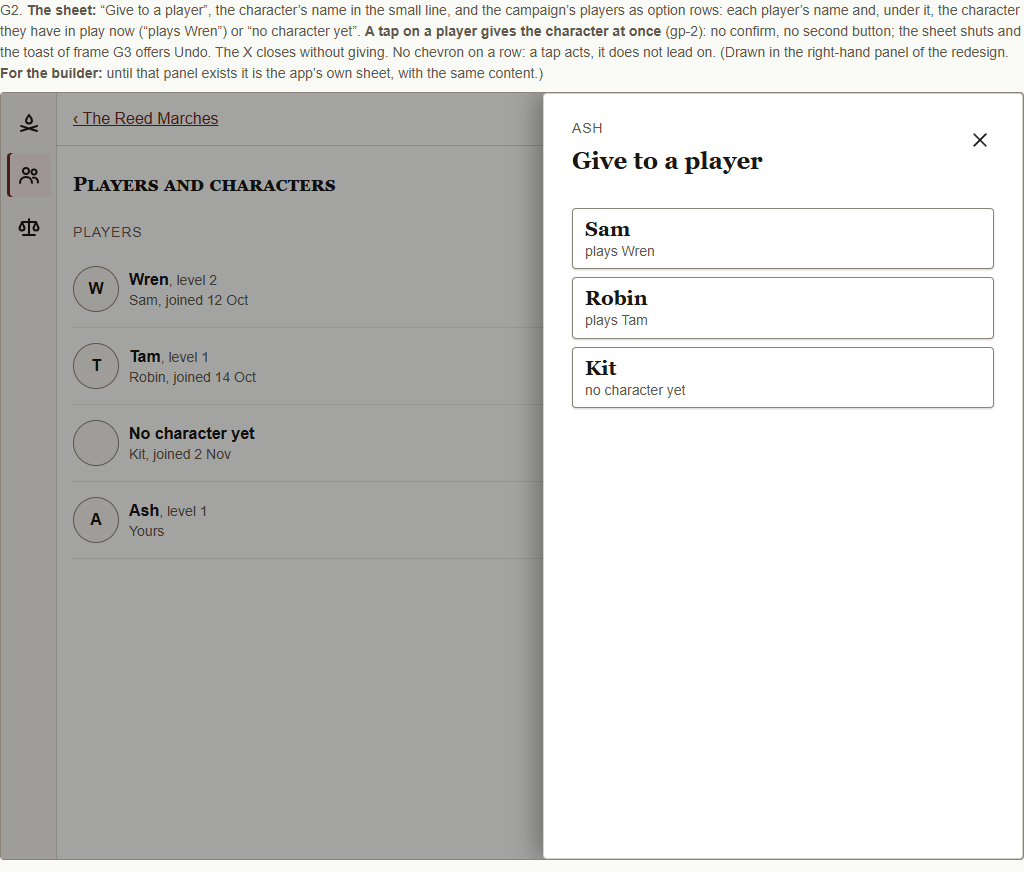 G2. The sheet: “Give to a player”, the character’s name in the small line, and the campaign’s players as option rows: each player’s name and, under it, the character
they have in play now (“plays Wren”) or “no character yet”. A tap on a player gives the character at once (gp-2): no confirm, no second button; the sheet shuts and
the toast of frame G3 offers Undo. The X closes without giving. No chevron on a row: a tap acts, it does not lead on. (Drawn in the right-hand panel of the redesign.
For the builder: until that panel exists it is the app’s own sheet, with the same content.)
‹ The Reed Marches
Players and characters
PLAYERS
W
Wren, level 2
Sam, joined 12 Oct
T
Tam, level 1
Robin, joined 14 Oct
No character yet
Kit, joined 2 Nov
A
Ash, level 1
Yours
ASH
Give to a player
Sam
plays Wren
Robin
plays Tam
Kit
no character yet